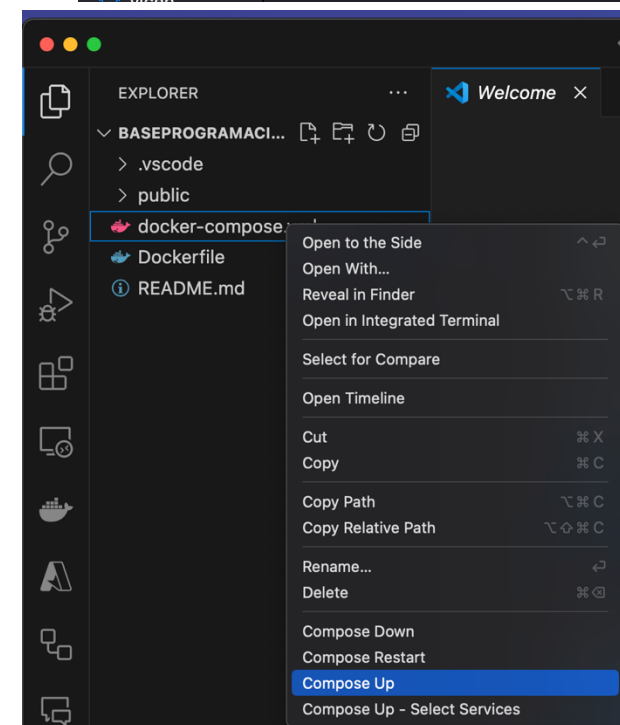 EXPLORER
Welcome
BASEPROGRAMACI...
.vscode
public
docker-compose.
Dockerfile
README.md
Open to the Side ^ ⏎
Open With...
Reveal in Finder ⌥ ⌘ R
Open in Integrated Terminal
Select for Compare
Open Timeline
Cut ⌘ X
Copy ⌘ C
Copy Path ⌥ ⌘ C
Copy Relative Path ⌥ ⇧ ⌘ C
Rename... ⏎
Delete ⌘ ⌫
Compose Down
Compose Restart
Compose Up
Compose Up - Select Services